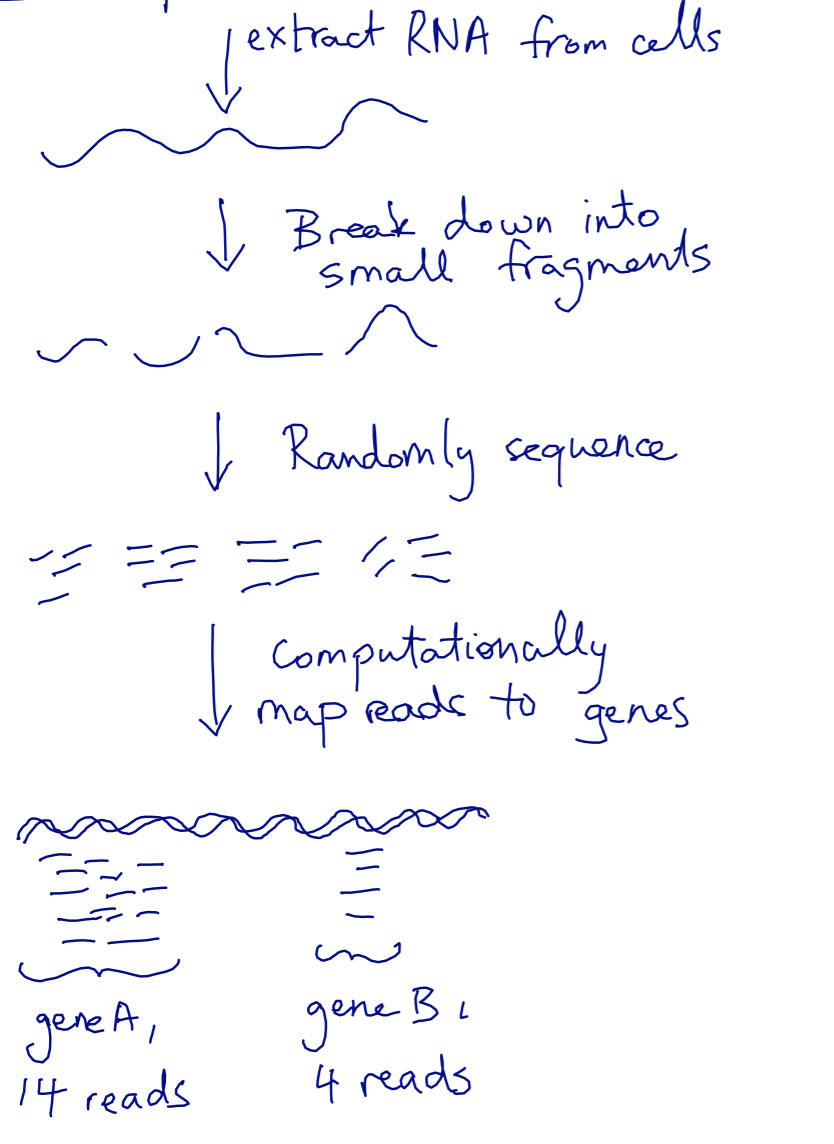 extract RNA from cells
Break down into
small fragments
Randomly sequence
Computationally
map reads to genes
gene A,
14 reads
gene B,
4 reads